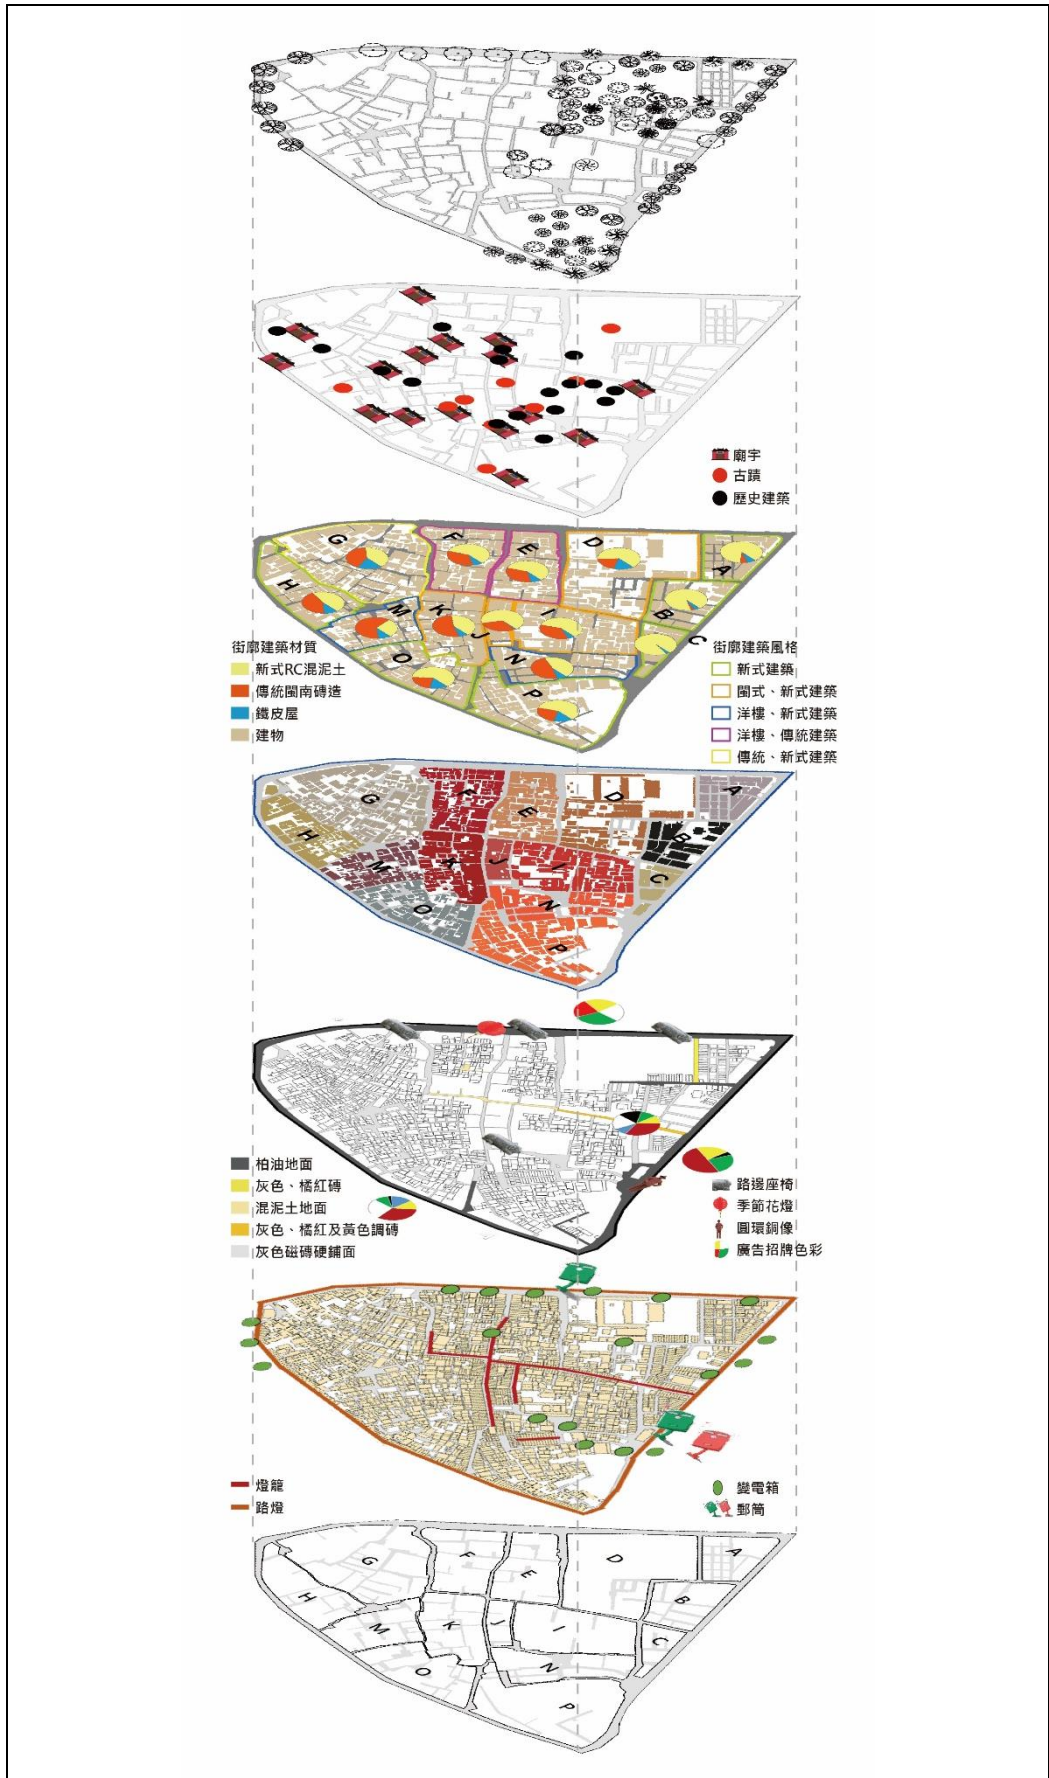 廟宇
古蹟
歷史建築
G
F
E
D
A
H
M
K
J
I
B
C
O
N
P
街廓建築材質
新式RC混泥土
傳統閩南磚造
鐵皮屋
建物
街廓建築風格
新式建築
閩式、新式建築
洋樓、新式建築
洋樓、傳統建築
傳統、新式建築
G
F
E
D
A
H
M
K
J
I
B
C
O
N
P
柏油地面
灰色、橘紅磚
混泥土地面
灰色、橘紅及黃色調磚
灰色磁磚硬鋪面
路邊座椅
季節花燈
圓環銅像
廣告招牌色彩
燈籠
路燈
變電箱
郵筒
G
F
E
D
A
H
M
K
J
I
B
C
O
N
P